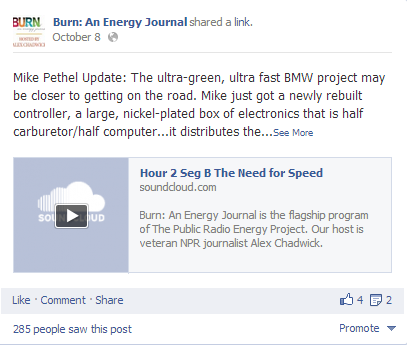 BURN
HOSTED BY
ALEX CHADWICK
Burn: An Energy Journal shared a link.
October 8
Mike Pethel Update: The ultra-green, ultra fast BMW project may
be closer to getting on the road. Mike just got a newly rebuilt
controller, a large, nickel-plated box of electronics that is half
carburetor/half computer...it distributes the...See More
SOUNDCLOUD
Hour 2 Seg B The Need for Speed
soundcloud.com
Burn: An Energy Journal is the flagship program
of The Public Radio Energy Project. Our host is
veteran NPR journalist Alex Chadwick.
Like · Comment · Share 4 2
285 people saw this post Promote